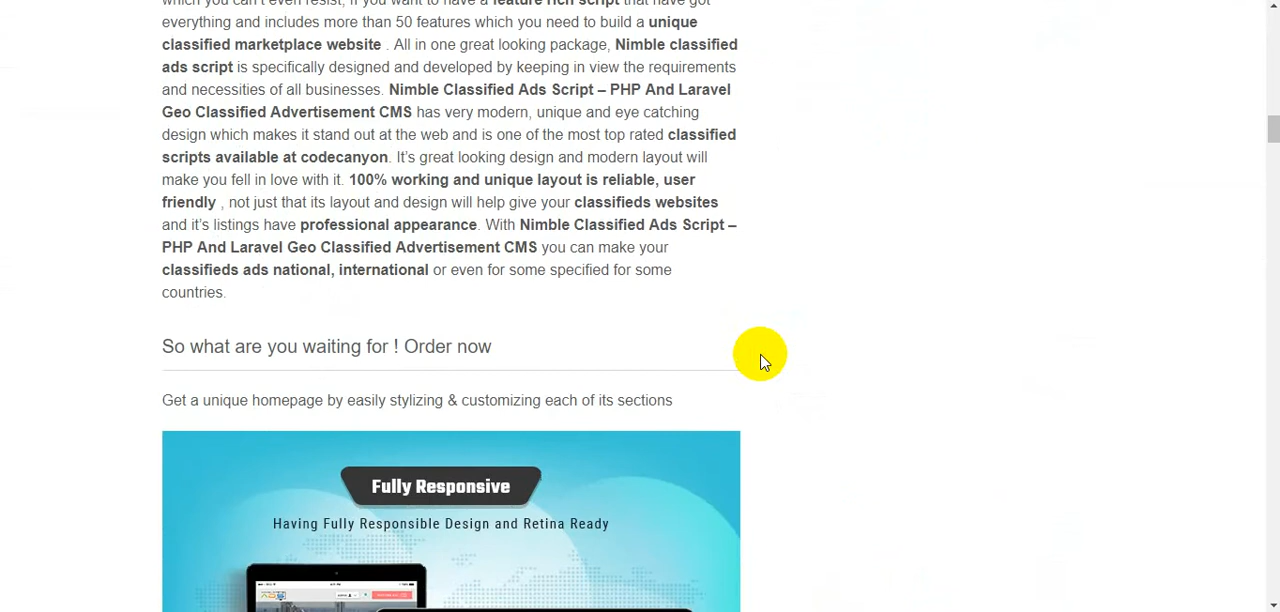 which you can't even resist, if you want to have a feature rich script that have got
everything and includes more than 50 features which you need to build a unique
classified marketplace website . All in one great looking package, Nimble classified
ads script is specifically designed and developed by keeping in view the requirements
and necessities of all businesses. Nimble Classified Ads Script – PHP And Laravel
Geo Classified Advertisement CMS has very modern, unique and eye catching
design which makes it stand out at the web and is one of the most top rated classified
scripts available at codecanyon. It's great looking design and modern layout will
make you fell in love with it. 100% working and unique layout is reliable, user
friendly , not just that its layout and design will help give your classifieds websites
and it's listings have professional appearance. With Nimble Classified Ads Script –
PHP And Laravel Geo Classified Advertisement CMS you can make your
classifieds ads national, international or even for some specified for some
countries.
So what are you waiting for ! Order now
Get a unique homepage by easily stylizing & customizing each of its sections
Fully Responsive
Having Fully Responsible Design and Retina Ready